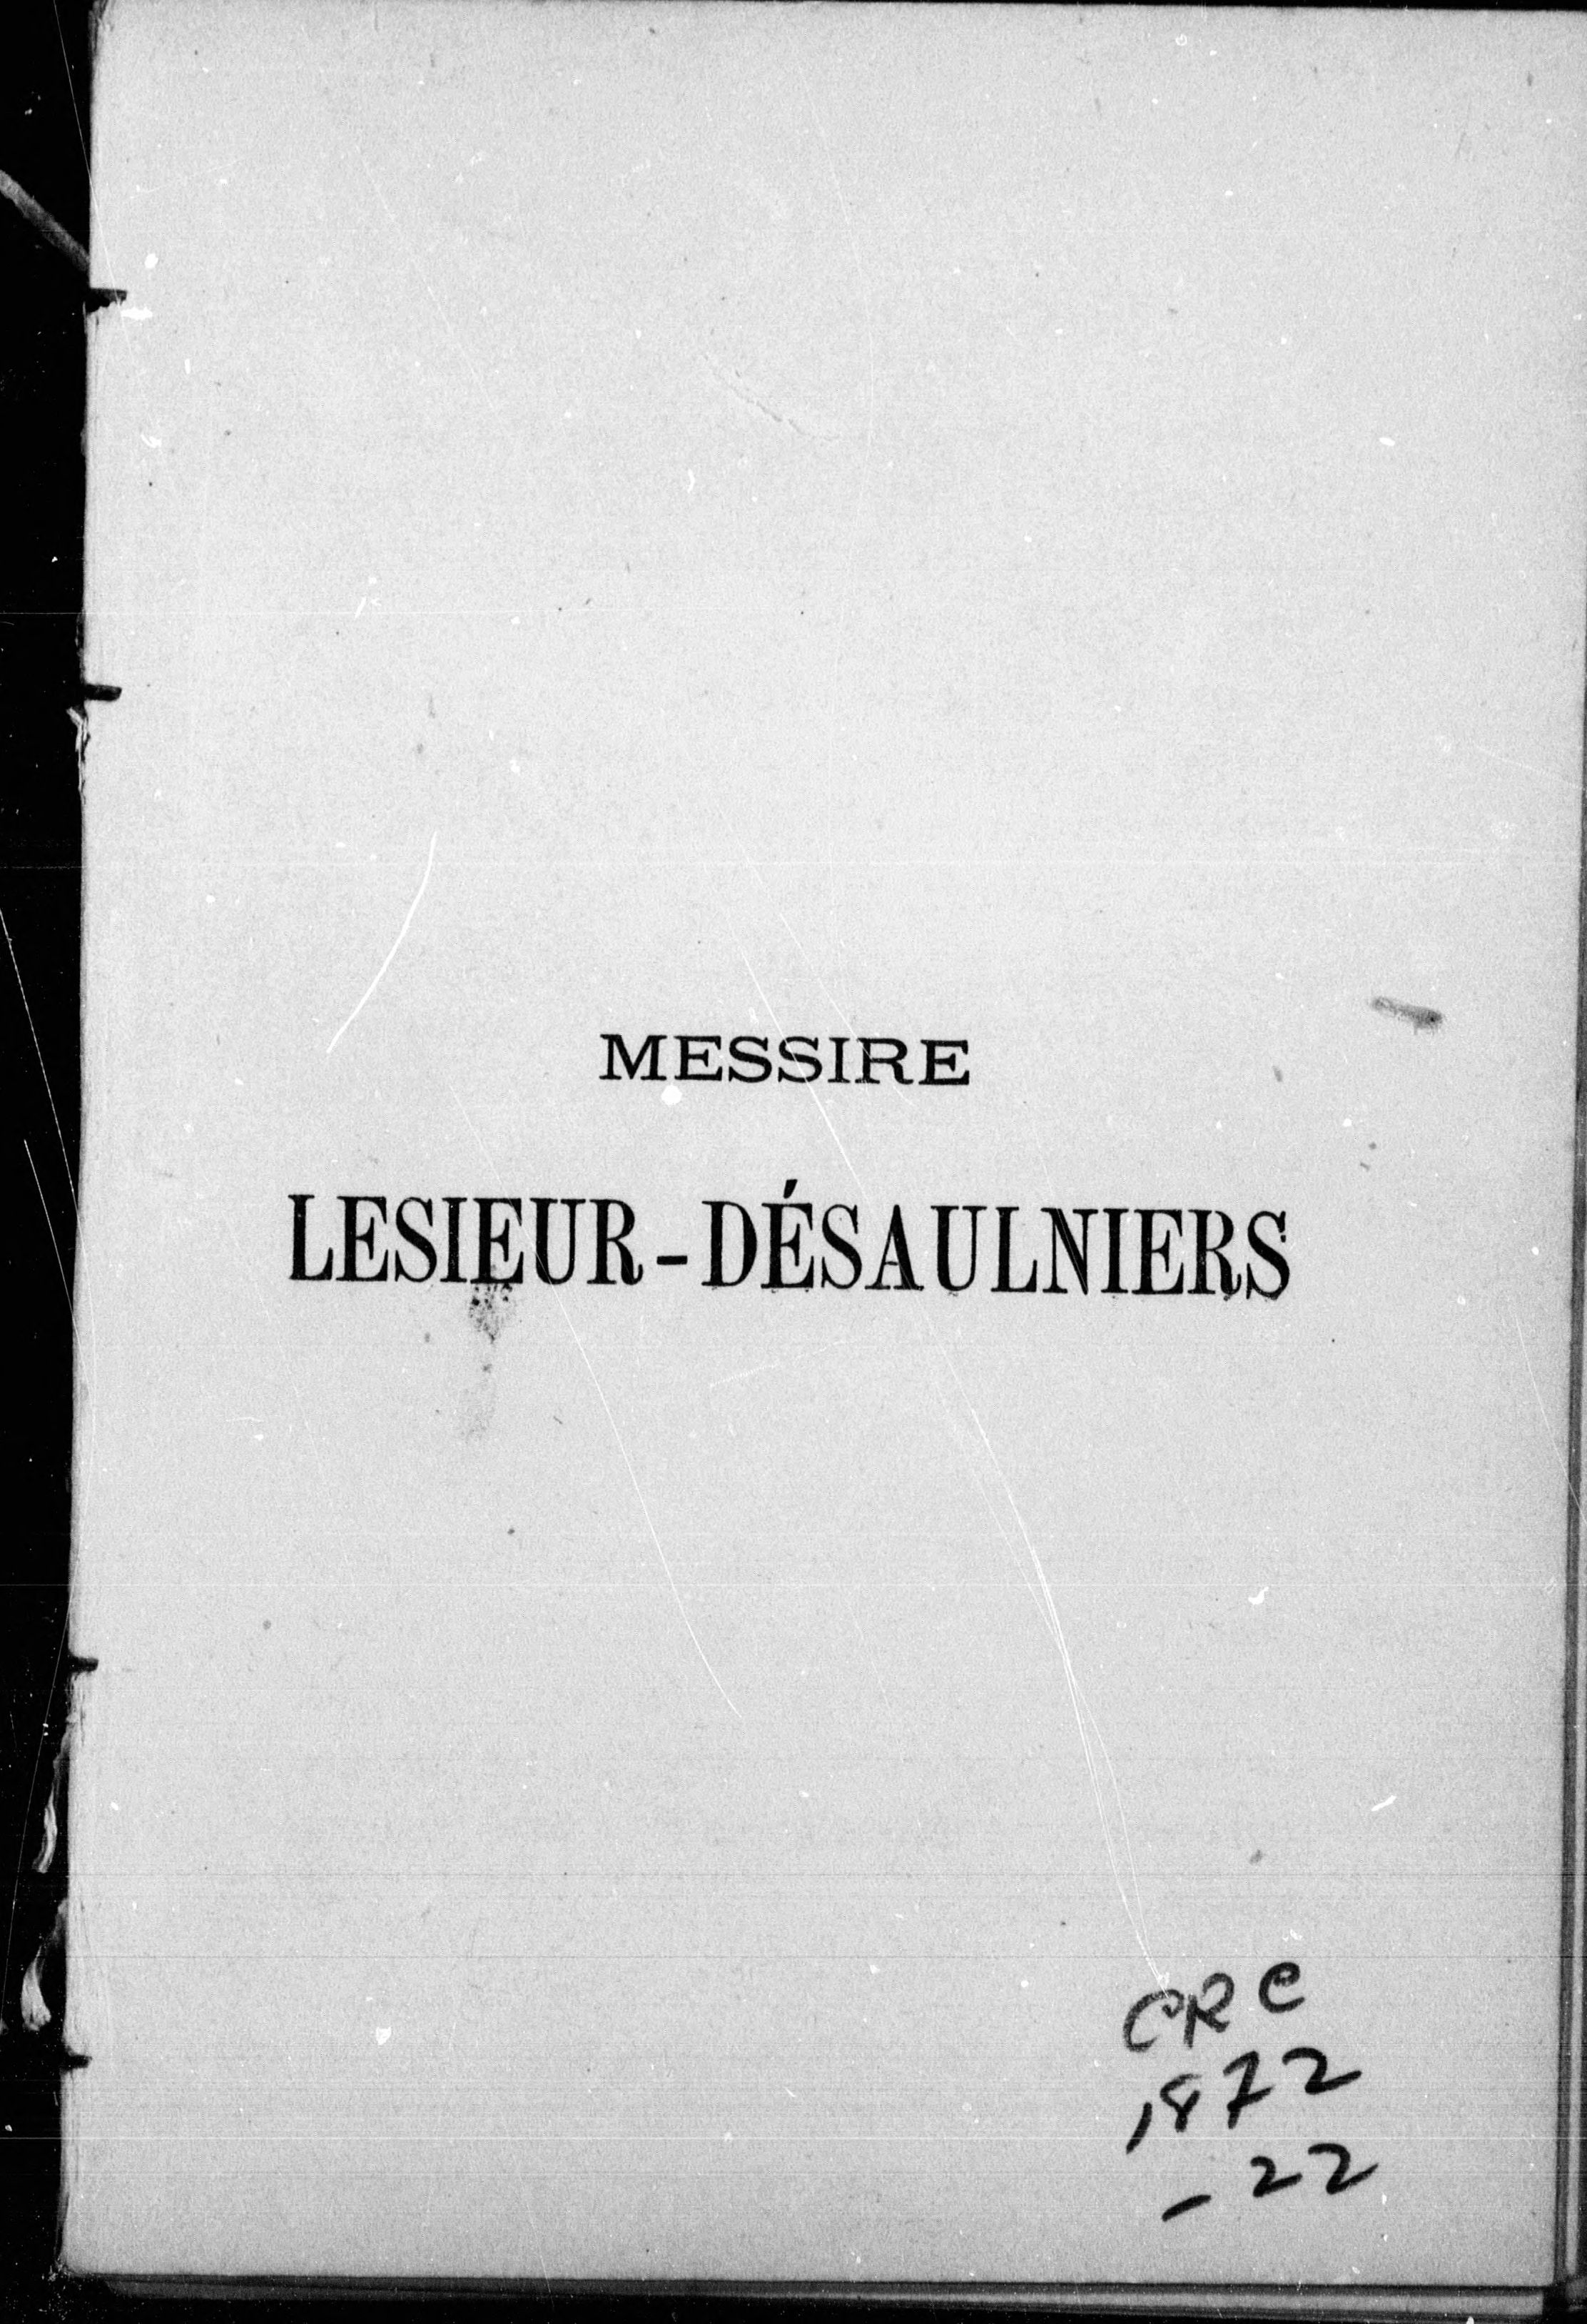 MESSIRE
LESIEUR-DÉSAULNIERS
CRC
1872
-22